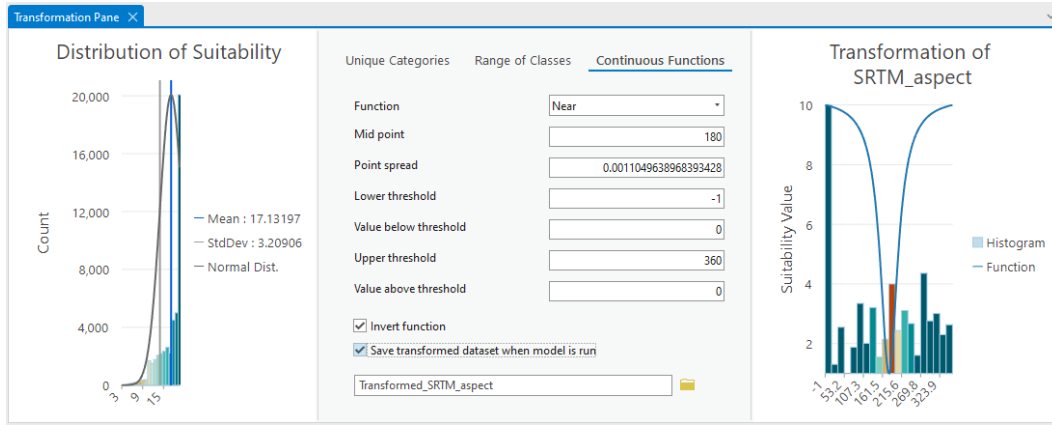 Transformation Pane
Distribution of Suitability
20,000
16,000
12,000
8,000
4,000
0
Count
3
9
15
Mean : 17.13197
StdDev : 3.20906
Normal Dist.
Unique Categories
Range of Classes
Continuous Functions
Function
Near
Mid point
180
Point spread
0.0011049638968393428
Lower threshold
-1
Value below threshold
0
Upper threshold
360
Value above threshold
0
Invert function
Save transformed dataset when model is run
Transformed_SRTM_aspect
Transformation of
SRTM_aspect
10
8
6
4
2
Suitability Value
-1
53.2
107.3
161.5
215.6
269.8
323.9
Histogram
Function